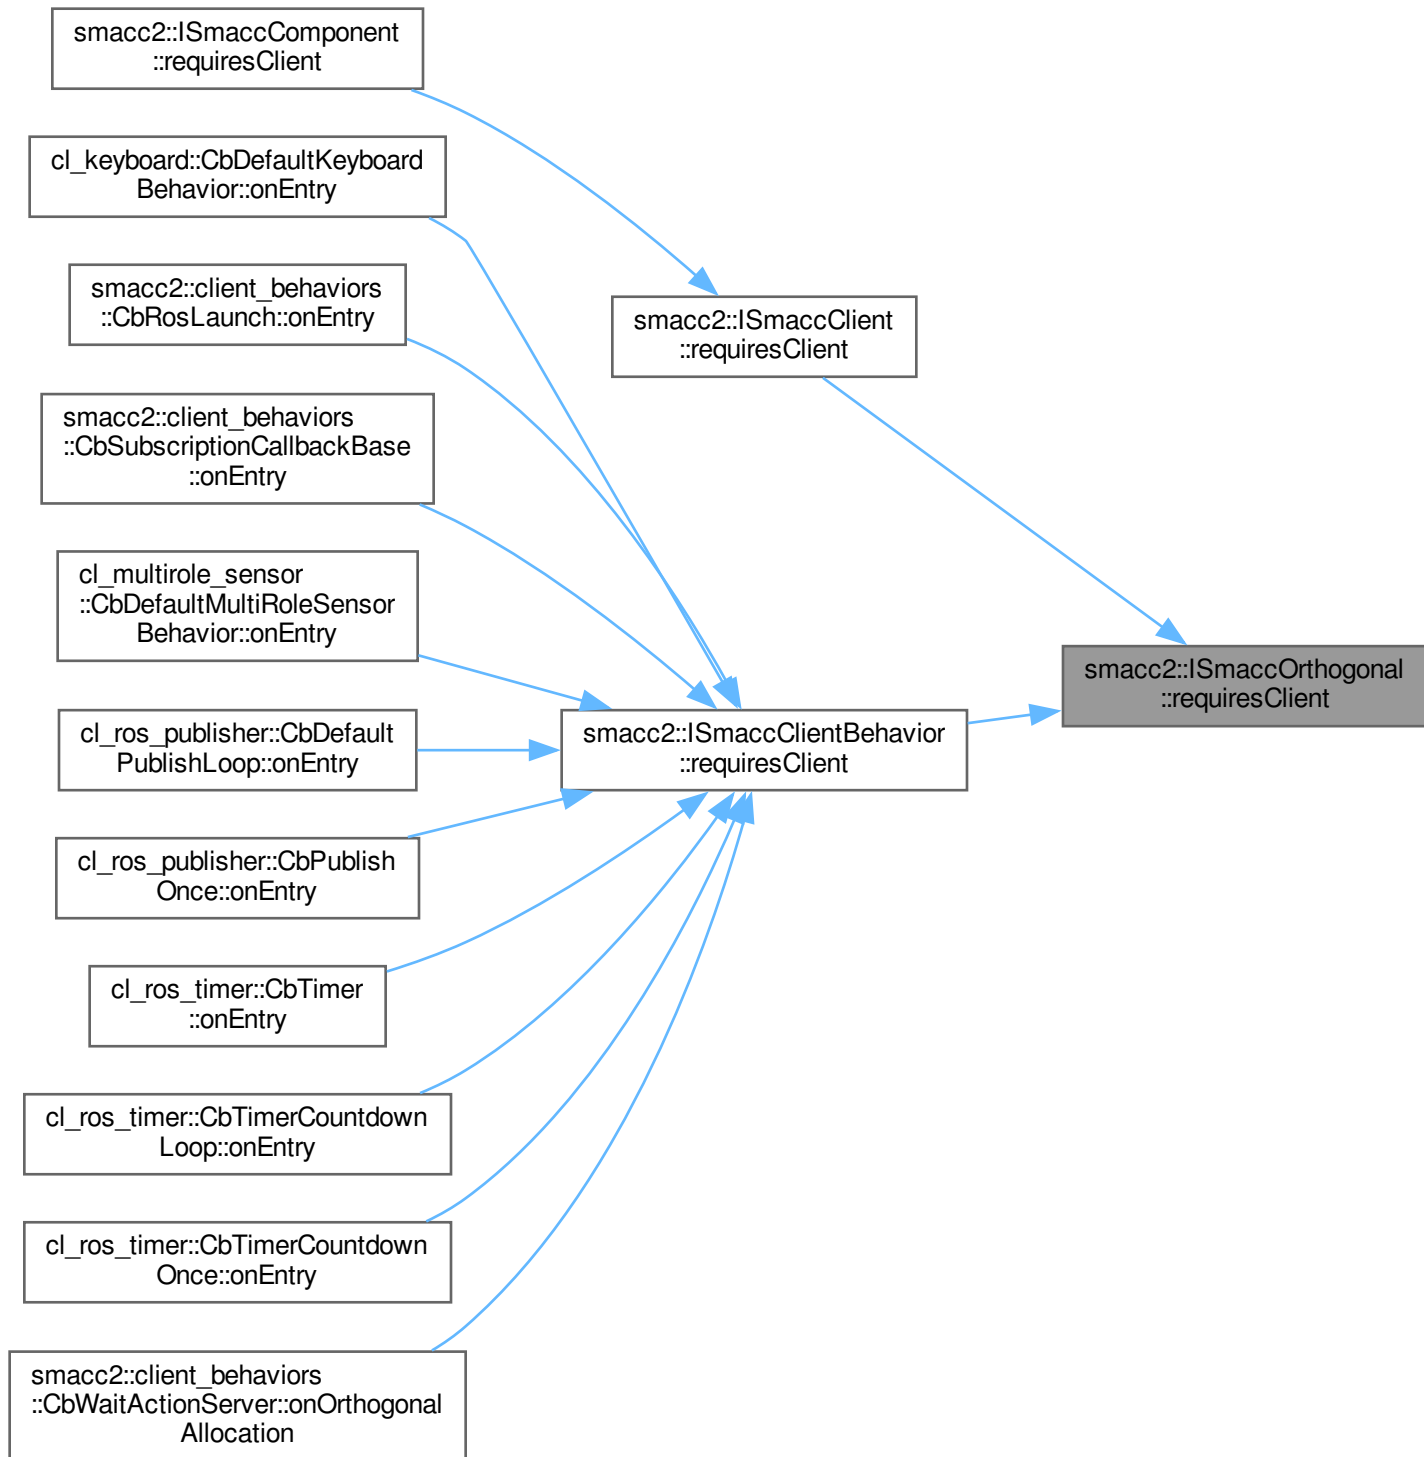 smacc2::ISmaccComponent
::requiresClient
cl_keyboard::CbDefaultKeyboard
Behavior::onEntry
smacc2::client_behaviors
::CbRosLaunch::onEntry
smacc2::ISmaccClient
::requiresClient
smacc2::client_behaviors
::CbSubscriptionCallbackBase
::onEntry
cl_multirole_sensor
::CbDefaultMultiRoleSensor
Behavior::onEntry
smacc2::ISmaccOrthogonal
::requiresClient
cl_ros_publisher::CbDefault
PublishLoop::onEntry
smacc2::ISmaccClientBehavior
::requiresClient
cl_ros_publisher::CbPublish
Once::onEntry
cl_ros_timer::CbTimer
::onEntry
cl_ros_timer::CbTimerCountdown
Loop::onEntry
cl_ros_timer::CbTimerCountdown
Once::onEntry
smacc2::client_behaviors
::CbWaitActionServer::onOrthogonal
Allocation